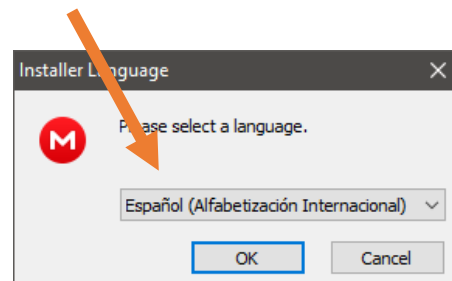 Installer Language
Please select a language.
Español (Alfabetización Internacional)
OK
Cancel